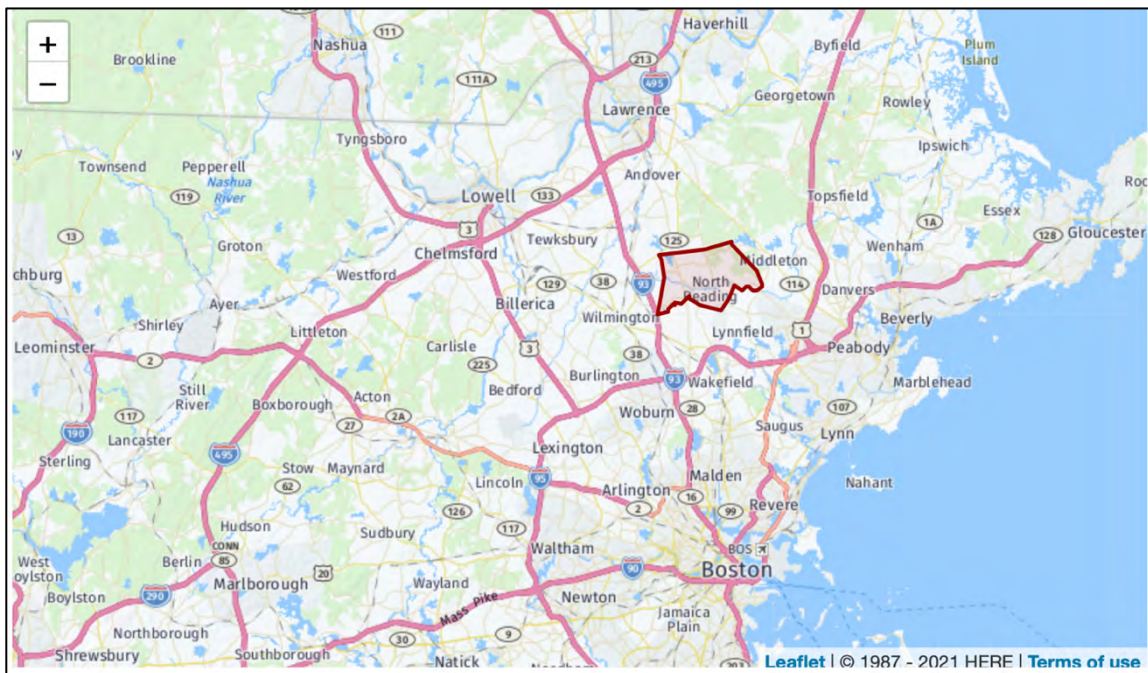 +
−
Haverhill
111
Nashua
Byfield
Plum
Island
Brookline
213
111A
495
Georgetown
Rowley
Lawrence
Tyngsboro
Ipswich
Townsend
Pepperell
Andover
Nashua
River
119
Lowell
133
Topsfield
Essex
1A
3
13
Groton
Chelmsford
Tewksbury
125
Wenham
128
Gloucester
Middleton
chburg
Westford
129
38
93
North
Reading
114
Danvers
Ayer
Billerica
Wilmington
Beverly
Shirley
Littleton
Lynnfield
1
Leominster
2
Carlisle
3
38
Peabody
225
Burlington
93
Wakefield
Marblehead
Still
River
Acton
Bedford
Boxborough
Woburn
28
107
117
2A
27
Saugus
Lynn
190
Lancaster
Lexington
495
Sterling
Stow
Maynard
Lincoln
95
Malden
Nahant
62
Arlington
16
Revere
126
2
99
Hudson
Sudbury
117
CONN
85
BOS
West
oylston
Berlin
Waltham
Boston
Marlborough
20
Wayland
90
290
Boylston
Mass Pike
Newton
Jamaica
Plain
Northborough
9
30
Shrewsbury
Southborough
Natick
Leaflet | © 1987 - 2021 HERE | Terms of use